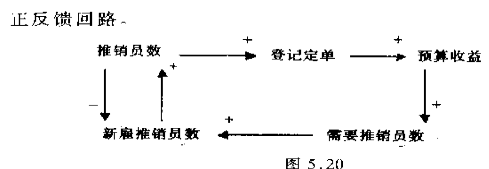 正反馈回路。
推销员数 + 登记定单 + 预算收益
− + +
新雇推销员数 + 需要推销员数
图 5.20